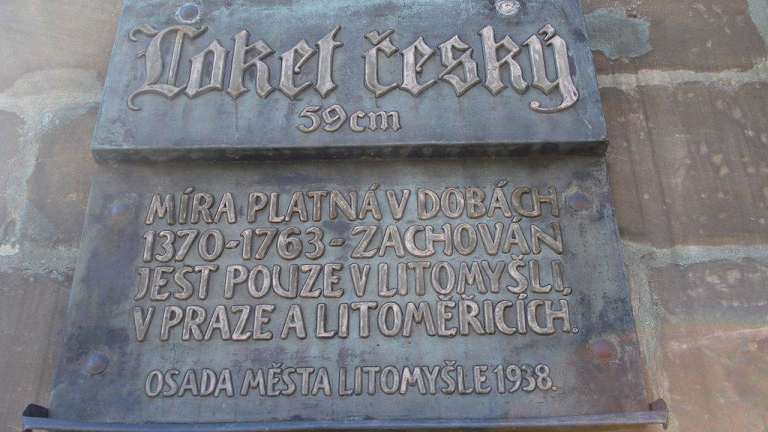 Loket český
59cm
MÍRA PLATNÁ V DOBÁCH
1370-1763-ZACHOVÁN
JEST POUZE V LITOMYŠLI,
V PRAZE A LITOMĚŘICÍCH.
OSADA MĚSTA LITOMYŠLE 1938.